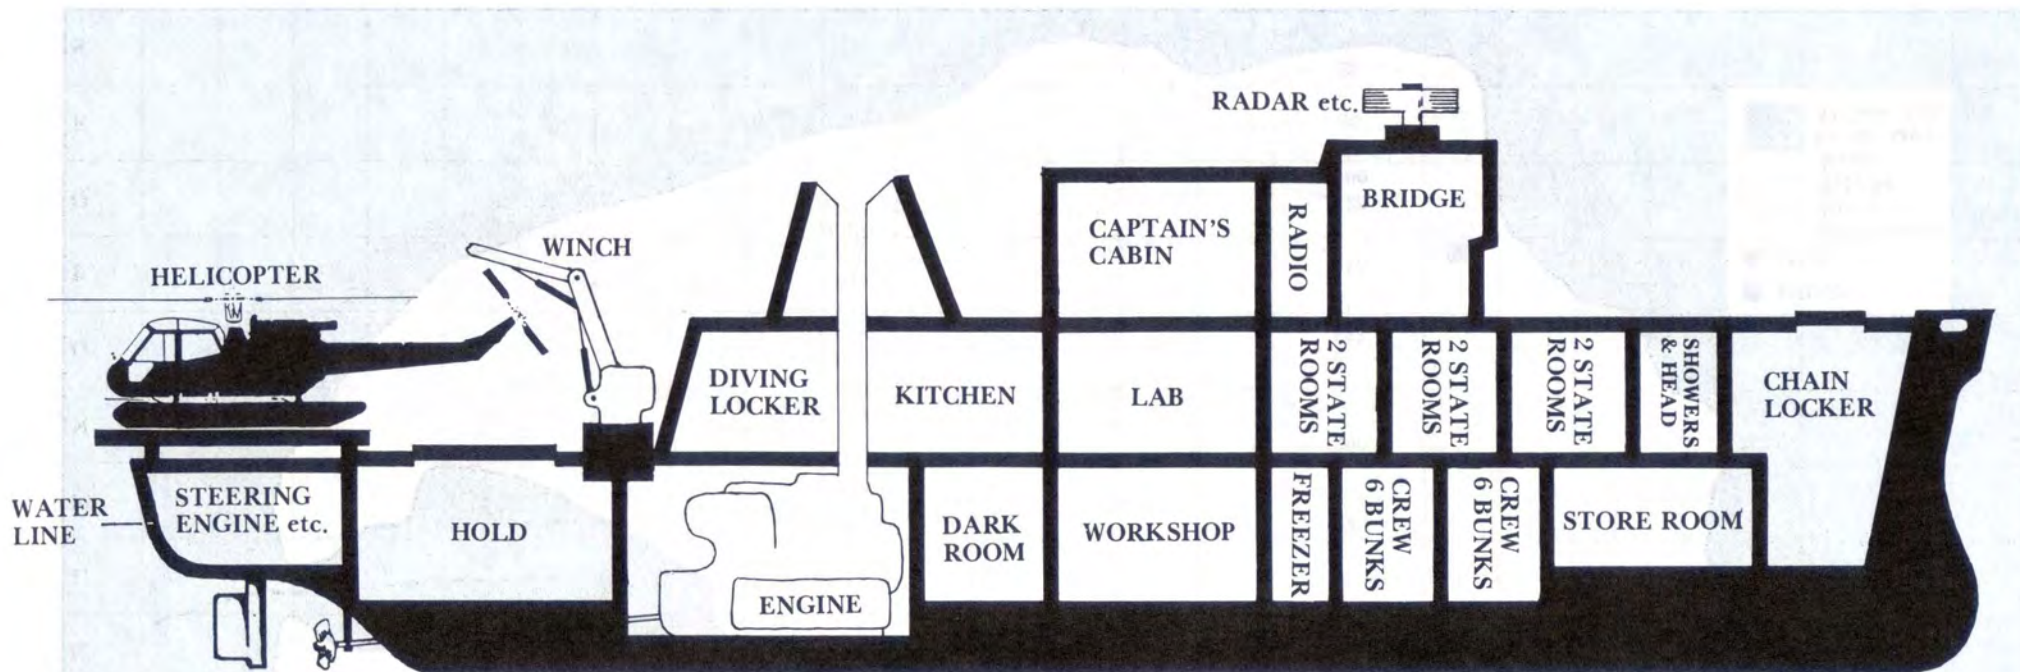 RADAR etc.
BRIDGE
CAPTAIN'S
CABIN
RADIO
WINCH
HELICOPTER
DIVING
LOCKER
KITCHEN
LAB
2 STATE
ROOMS
2 STATE
ROOMS
2 STATE
ROOMS
SHOWERS
& HEAD
CHAIN
LOCKER
WATER
LINE
STEERING
ENGINE etc.
HOLD
ENGINE
DARK
ROOM
WORKSHOP
FREEZER
CREW
6 BUNKS
CREW
6 BUNKS
STORE ROOM